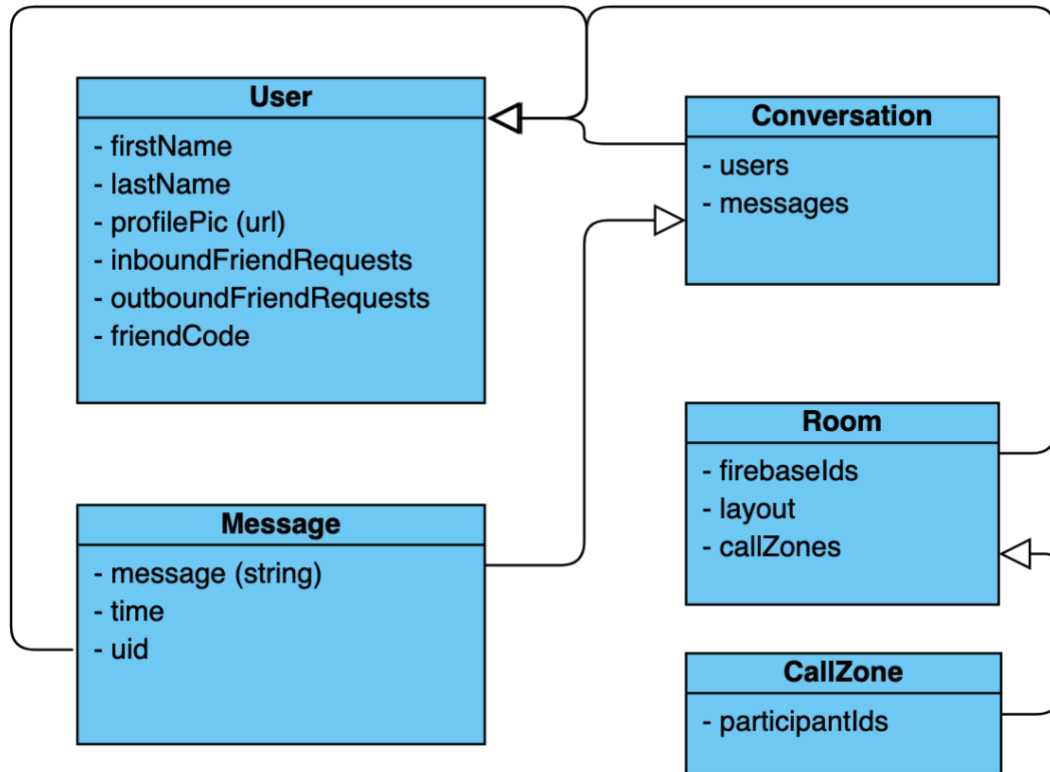 User
- firstName
- lastName
- profilePic (url)
- inboundFriendRequests
- outboundFriendRequests
- friendCode
Conversation
- users
- messages
Message
- message (string)
- time
- uid
Room
- firebaseIds
- layout
- callZones
CallZone
- participantIds